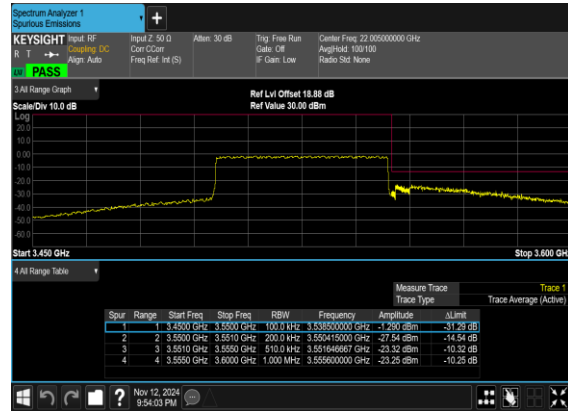 Spectrum Analyzer 1
Spurious Emissions
+
KEYSIGHT Input: RF Input Z: 50 Ω Atten: 30 dB Trig: Free Run Center Freq: 22.005000000 GHz
R T Coupling: DC Corr CCorr Gate: Off Avg|Hold: 100/100
Align: Auto Freq Ref: Int (S) IF Gain: Low Radio Std: None
LW PASS
3 All Range Graph
Ref Lvl Offset 18.88 dB
Scale/Div 10.0 dB Ref Value 30.00 dBm
Log
20.0
10.0
0.00
-10.0
-20.0
-30.0
-40.0
-50.0
-60.0
Start 3.450 GHz Stop 3.600 GHz
4 All Range Table
Measure Trace Trace 1
Trace Type Trace Average (Active)
Spur Range Start Freq Stop Freq RBW Frequency Amplitude ΔLimit
1 1 3.4500 GHz 3.5500 GHz 100.0 kHz 3.538500000 GHz -1.290 dBm -31.29 dB
2 2 3.5500 GHz 3.5510 GHz 200.0 kHz 3.550415000 GHz -27.54 dBm -14.54 dB
3 3 3.5510 GHz 3.5550 GHz 510.0 kHz 3.551646667 GHz -23.32 dBm -10.32 dB
4 4 3.5550 GHz 3.6000 GHz 1.000 MHz 3.555600000 GHz -23.25 dBm -10.25 dB
?
Nov 12, 2024
9:54:03 PM